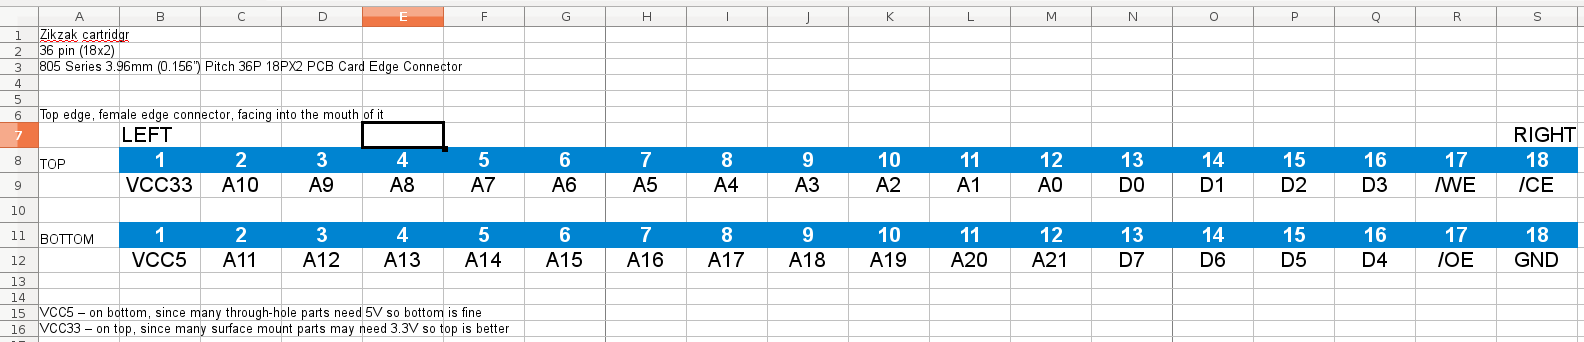 A B C D E F G H I J K L M N O P Q R S
1 Zikzak cartridgr
2 36 pin (18x2)
3 805 Series 3.96mm (0.156") Pitch 36P 18PX2 PCB Card Edge Connector
4
5
6 Top edge, female edge connector, facing into the mouth of it
7 LEFT RIGHT
8 TOP 1 2 3 4 5 6 7 8 9 10 11 12 13 14 15 16 17 18
9 VCC33 A10 A9 A8 A7 A6 A5 A4 A3 A2 A1 A0 D0 D1 D2 D3 /WE /CE
10
11 BOTTOM 1 2 3 4 5 6 7 8 9 10 11 12 13 14 15 16 17 18
12 VCC5 A11 A12 A13 A14 A15 A16 A17 A18 A19 A20 A21 D7 D6 D5 D4 /OE GND
13
14
15 VCC5 – on bottom, since many through-hole parts need 5V so bottom is fine
16 VCC33 – on top, since many surface mount parts may need 3.3V so top is better